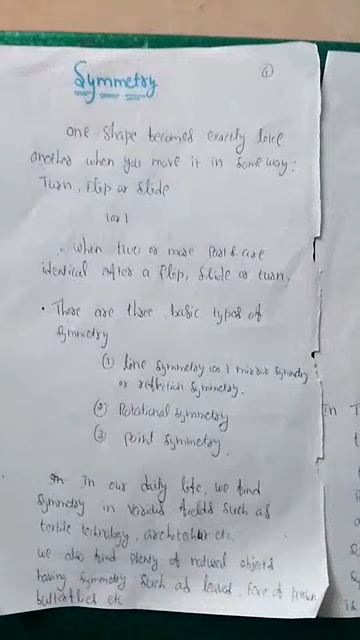 ①
Symmetry
one shape becomes exactly like
another when you move it in some way:
Turn, Flip or slide
(or)
when two or more parts are
identical after a flip, slide or turn.
• There are three basic types of
symmetry
(1) line symmetry (or) mirror symmetry
or reflection symmetry.
(2) Rotational symmetry
(3) point symmetry.
In our daily life, we find
symmetry in various fields such as
textile technology, architectur etc.
we also find plenty of natural objects
having symmetry such as leaves, Face of
butterflies etc
In T
is